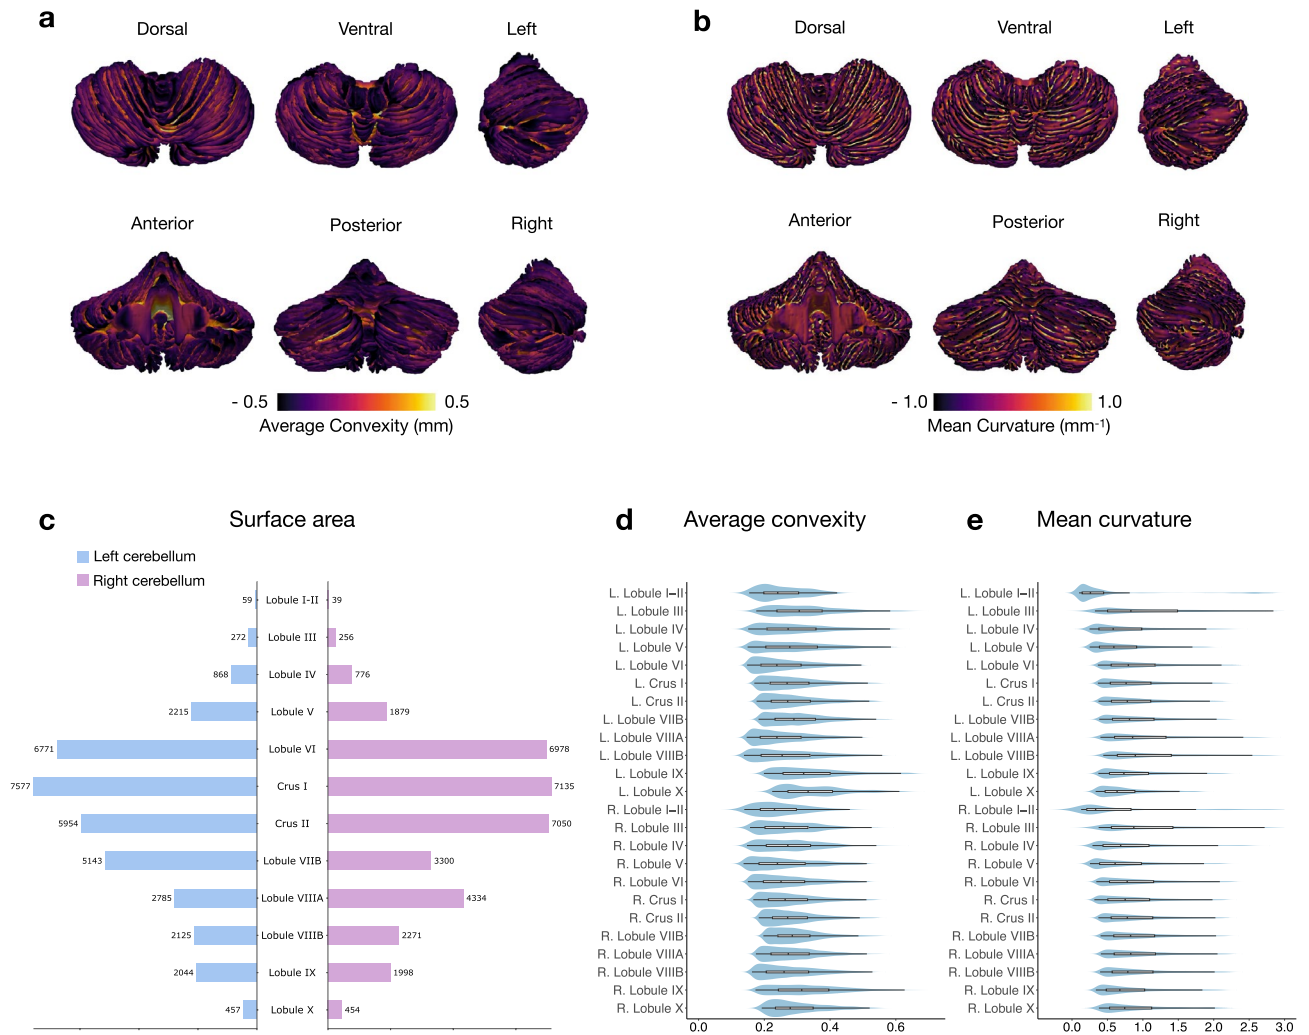 a
Dorsal
Ventral
Left
Anterior
Posterior
Right
- 0.5
0.5
Average Convexity (mm)
b
Dorsal
Ventral
Left
Anterior
Posterior
Right
- 1.0
1.0
Mean Curvature (mm-1)
c
Surface area
Left cerebellum
Right cerebellum
59 Lobule I-II 39
272 Lobule III 256
868 Lobule IV 776
2215 Lobule V 1879
6771 Lobule VI 6978
7577 Crus I 7135
5954 Crus II 7050
5143 Lobule VIIB 3300
2785 Lobule VIIIA 4334
2125 Lobule VIIIB 2271
2044 Lobule IX 1998
457 Lobule X 454
d
Average convexity
L. Lobule I–II
L. Lobule III
L. Lobule IV
L. Lobule V
L. Lobule VI
L. Crus I
L. Crus II
L. Lobule VIIB
L. Lobule VIIIA
L. Lobule VIIIB
L. Lobule IX
L. Lobule X
R. Lobule I–II
R. Lobule III
R. Lobule IV
R. Lobule V
R. Lobule VI
R. Crus I
R. Crus II
R. Lobule VIIB
R. Lobule VIIIA
R. Lobule VIIIB
R. Lobule IX
R. Lobule X
0.0 0.2 0.4 0.6
e
Mean curvature
L. Lobule I–II
L. Lobule III
L. Lobule IV
L. Lobule V
L. Lobule VI
L. Crus I
L. Crus II
L. Lobule VIIB
L. Lobule VIIIA
L. Lobule VIIIB
L. Lobule IX
L. Lobule X
R. Lobule I–II
R. Lobule III
R. Lobule IV
R. Lobule V
R. Lobule VI
R. Crus I
R. Crus II
R. Lobule VIIB
R. Lobule VIIIA
R. Lobule VIIIB
R. Lobule IX
R. Lobule X
0.0 0.5 1.0 1.5 2.0 2.5 3.0